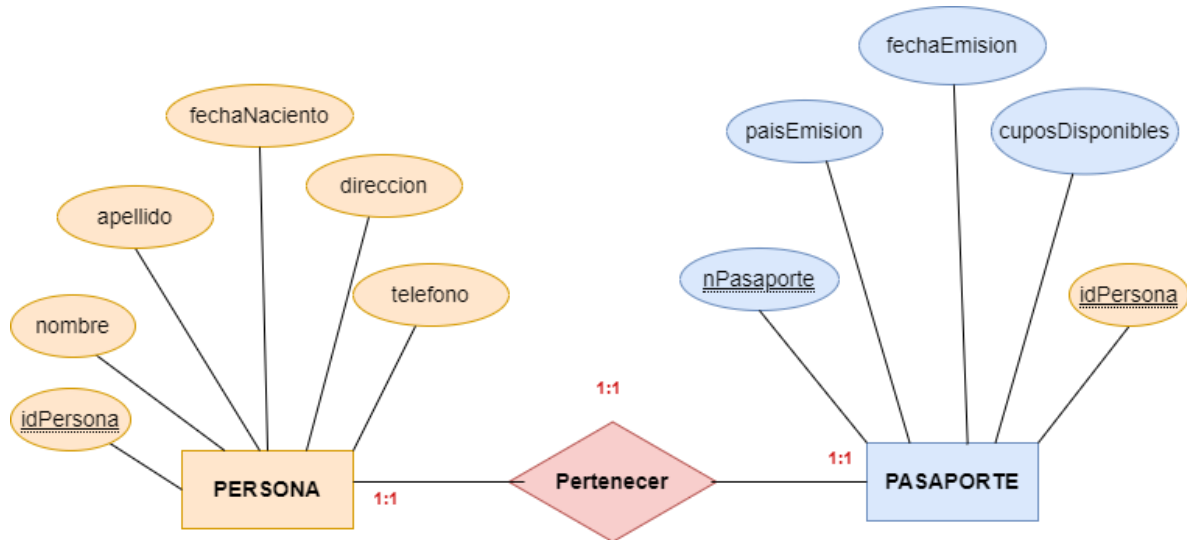 fechaEmision
fechaNaciento
paisEmision
cuposDisponibles
direccion
apellido
nPasaporte
idPersona
telefono
nombre
1:1
idPersona
1:1
PERSONA
1:1
Pertenecer
PASAPORTE